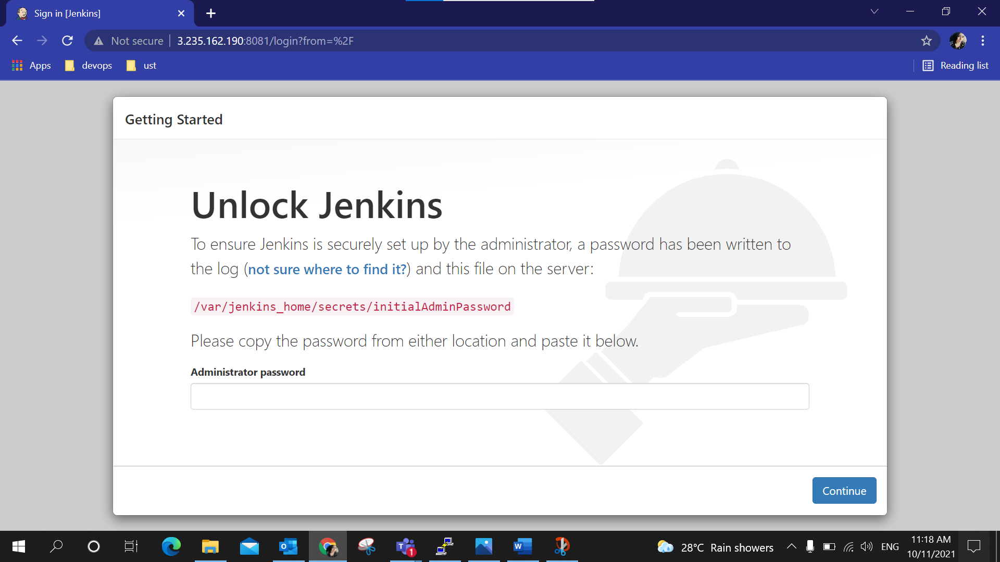 Sign in [Jenkins]
Not secure
3.235.162.190:8081/login?from=%2F
Apps
devops
ust
Reading list
Getting Started
Unlock Jenkins
To ensure Jenkins is securely set up by the administrator, a password has been written to
the log (not sure where to find it?) and this file on the server:
/var/jenkins_home/secrets/initialAdminPassword
Please copy the password from either location and paste it below.
Administrator password
Continue
1
28°C Rain showers
ENG
11:18 AM
10/11/2021